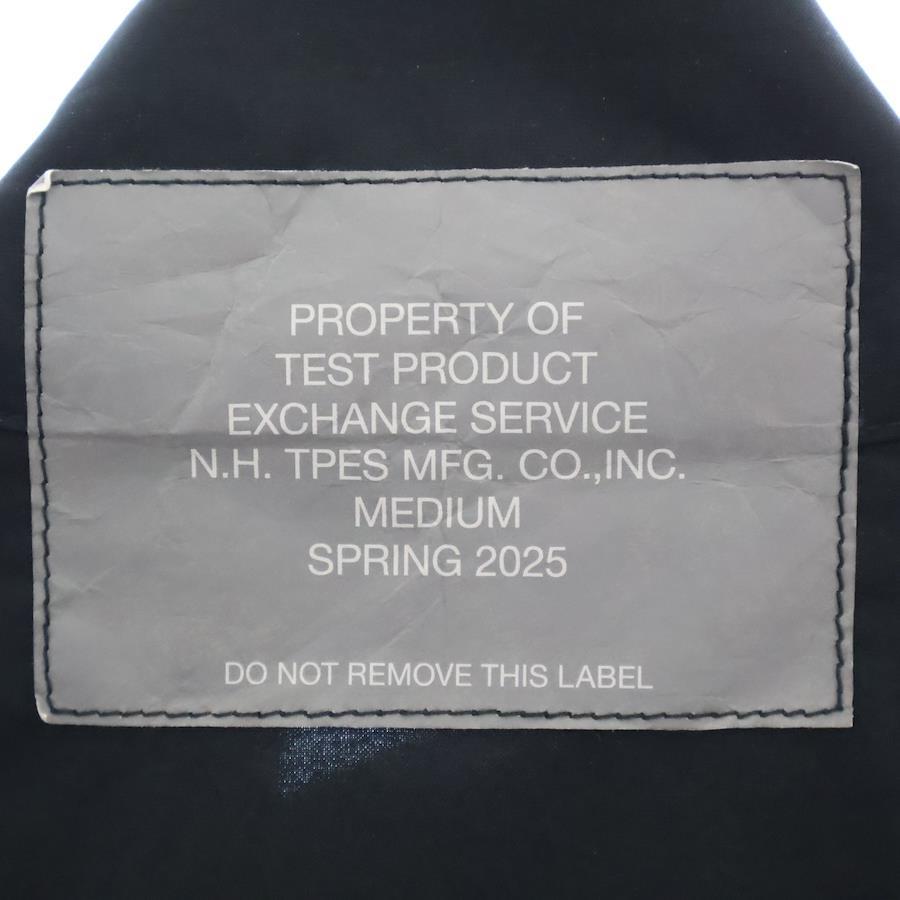 PROPERTY OF
TEST PRODUCT
EXCHANGE SERVICE
N.H. TPES MFG. CO.,INC.
MEDIUM
SPRING 2025
DO NOT REMOVE THIS LABEL